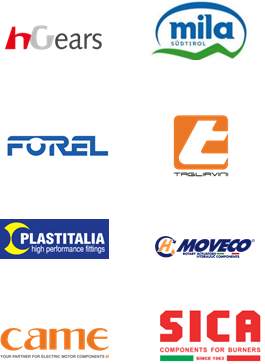 hGears
mila
SÜDTIROL
FOREL
TAGLIAVINI
PLASTITALIA
high performance fittings
MOVECO
ROTARY ACTUATORS
HYDRAULIC COMPONENTS
came
YOUR PARTNER FOR ELECTRIC MOTOR COMPONENTS
SICA
COMPONENTS FOR BURNERS
SINCE 1963